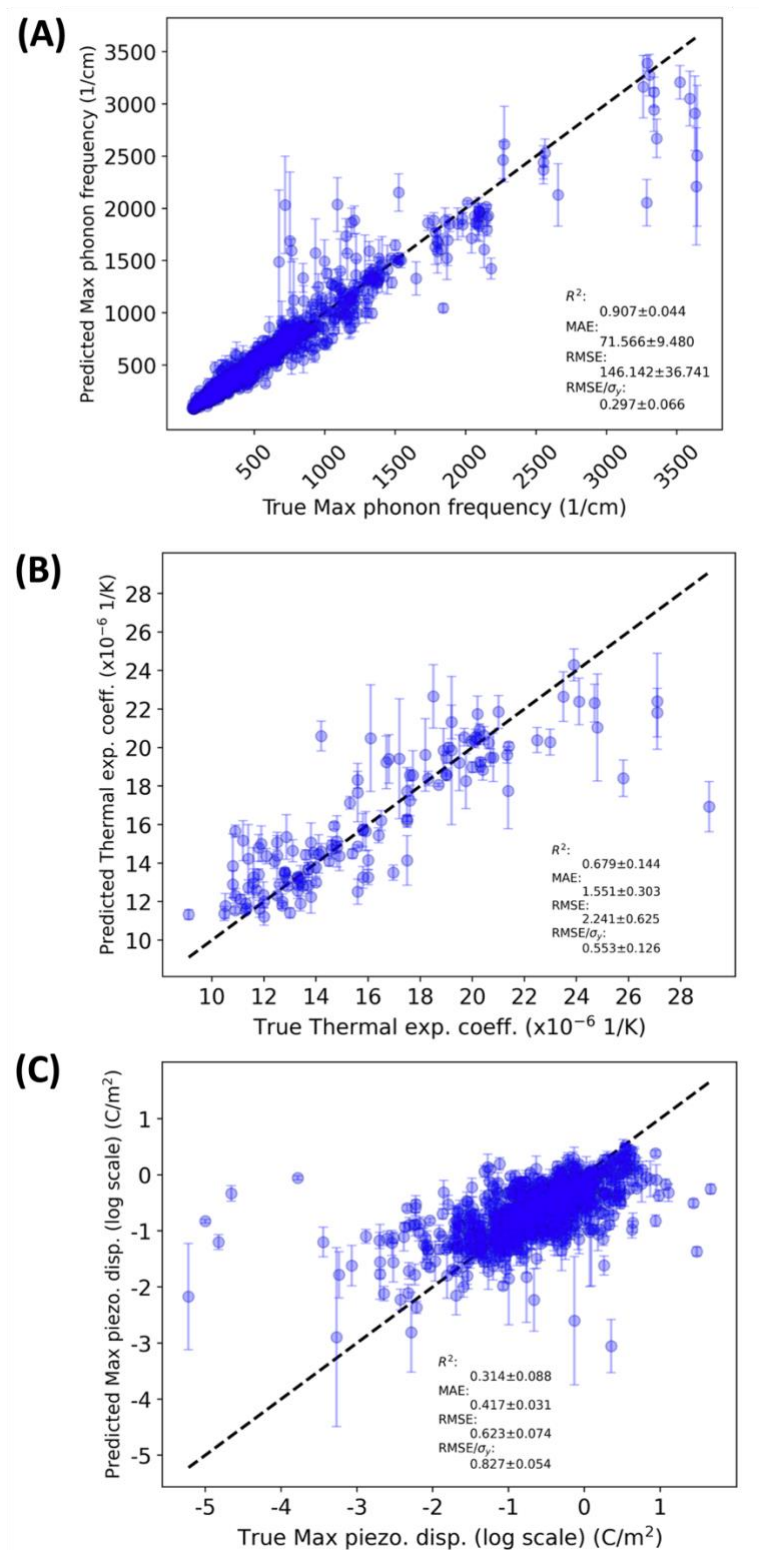 (A)
Predicted Max phonon frequency (1/cm)
3500
3000
2500
2000
1500
1000
500
R²:
0.907±0.044
MAE:
71.566±9.480
RMSE:
146.142±36.741
RMSE/σy:
0.297±0.066
500 1000 1500 2000 2500 3000 3500
True Max phonon frequency (1/cm)
(B)
Predicted Thermal exp. coeff. (x10⁻⁶ 1/K)
28
26
24
22
20
18
16
14
12
10
R²:
0.679±0.144
MAE:
1.551±0.303
RMSE:
2.241±0.625
RMSE/σy:
0.553±0.126
10 12 14 16 18 20 22 24 26 28
True Thermal exp. coeff. (x10⁻⁶ 1/K)
(C)
Predicted Max piezo. disp. (log scale) (C/m²)
1
0
-1
-2
-3
-4
-5
R²:
0.314±0.088
MAE:
0.417±0.031
RMSE:
0.623±0.074
RMSE/σy:
0.827±0.054
-5 -4 -3 -2 -1 0 1
True Max piezo. disp. (log scale) (C/m²)